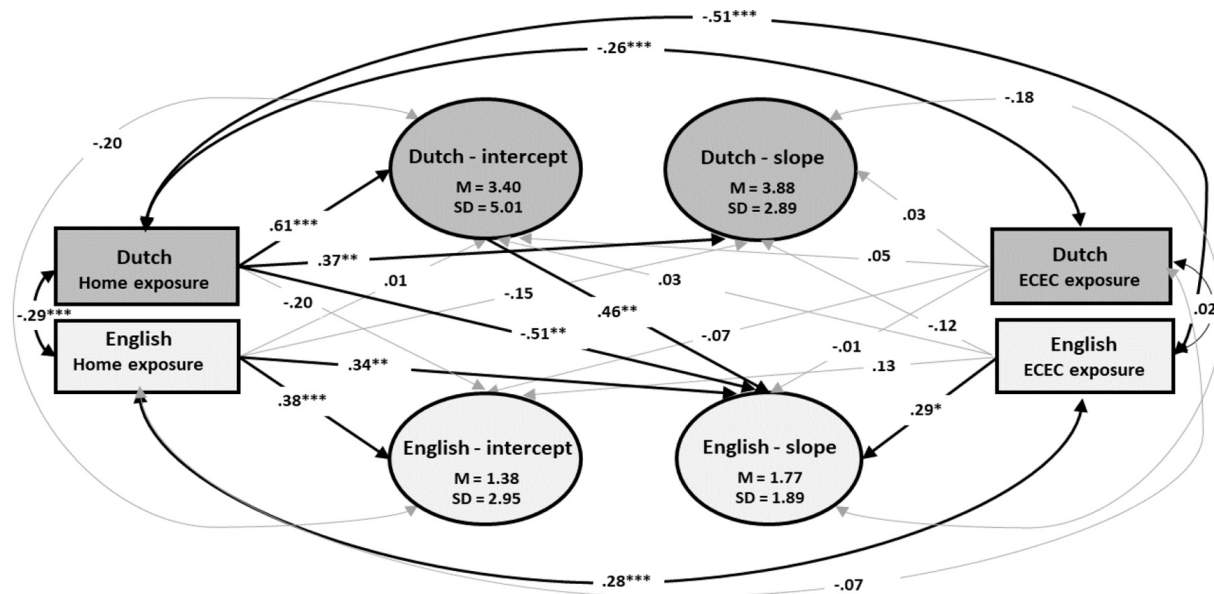 -.51***
-.26***
-.18
-.20
Dutch - intercept
M = 3.40
SD = 5.01
Dutch - slope
M = 3.88
SD = 2.89
.61***
.03
Dutch
Home exposure
.37**
.05
Dutch
ECEC exposure
.01
.03
-.20
-.15
.46**
-.29***
-.07
-.12
.02
-.51**
-.01
English
Home exposure
.34**
.13
English
ECEC exposure
.38***
.29*
English - intercept
M = 1.38
SD = 2.95
English - slope
M = 1.77
SD = 1.89
.28***
-.07